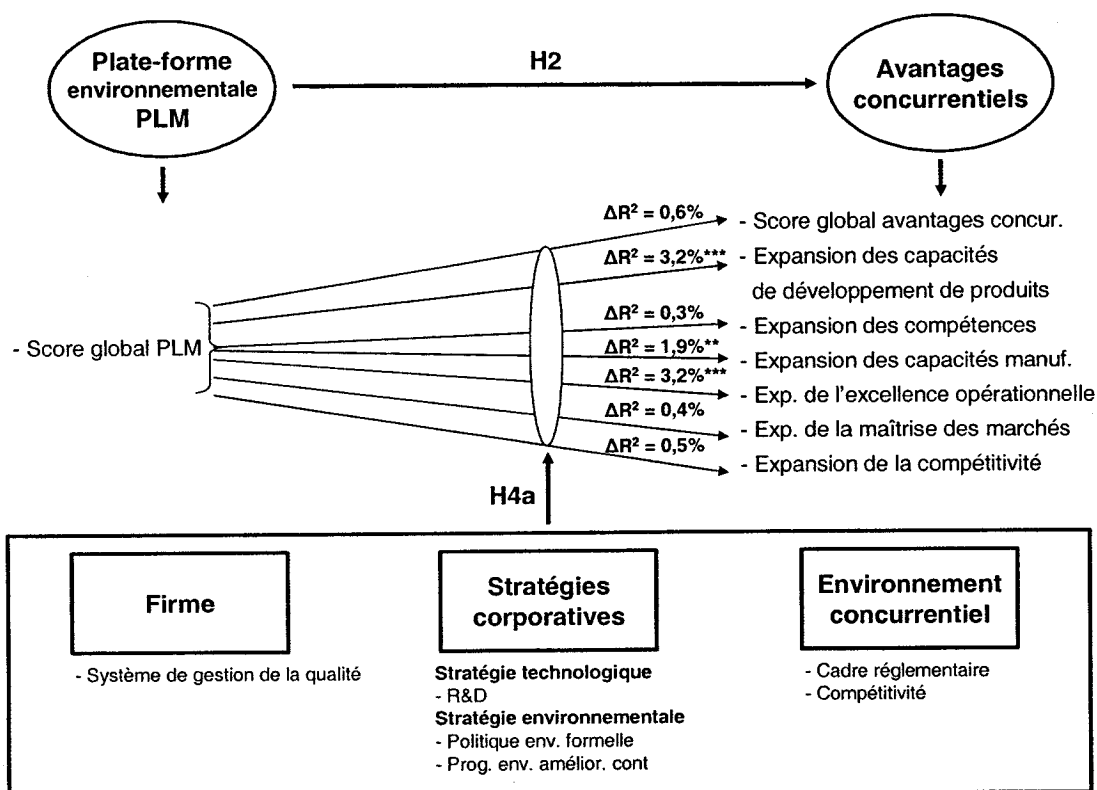 Plate-forme
environnementale
PLM
H2
Avantages
concurrentiels
ΔR² = 0,6%
- Score global avantages concur.
ΔR² = 3,2%***
- Expansion des capacités
de développement de produits
ΔR² = 0,3%
- Expansion des compétences
- Score global PLM
ΔR² = 1,9%**
- Expansion des capacités manuf.
ΔR² = 3,2%***
- Exp. de l'excellence opérationnelle
ΔR² = 0,4%
- Exp. de la maîtrise des marchés
ΔR² = 0,5%
- Expansion de la compétitivité
H4a
Firme
- Système de gestion de la qualité
Stratégies
corporatives
Stratégie technologique
- R&D
Stratégie environnementale
- Politique env. formelle
- Prog. env. amélior. cont
Environnement
concurrentiel
- Cadre réglementaire
- Compétitivité